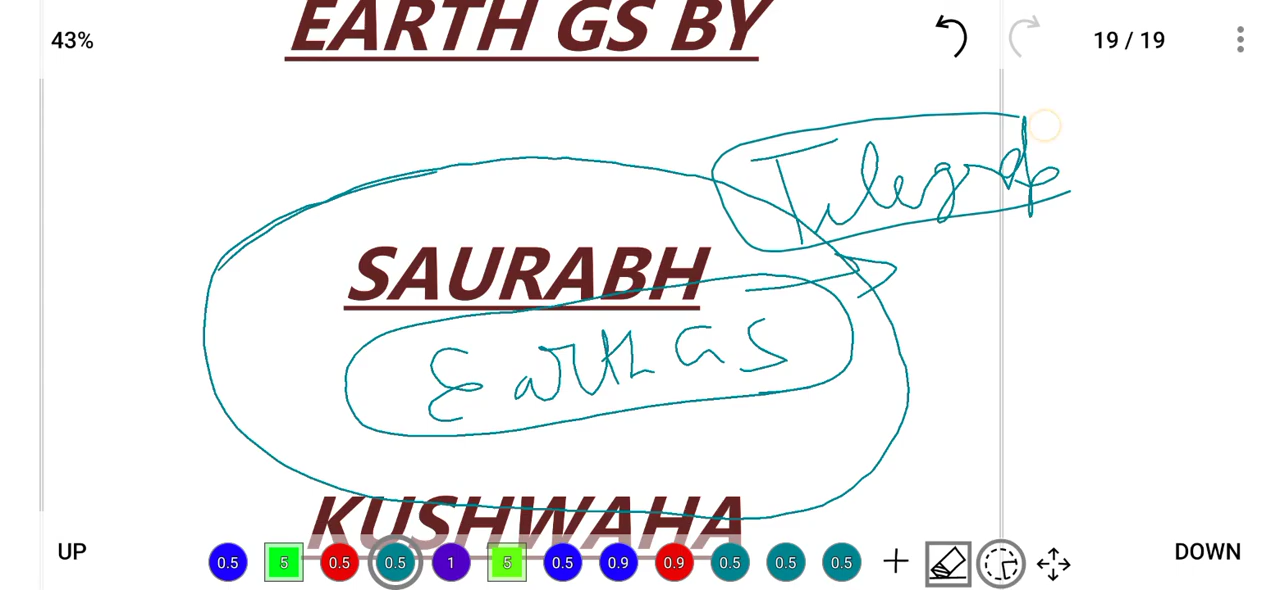 EARTH GS BY
43%
19 / 19
SAURABH
Earth GS
KUSHWAHA
UP
0.5 5 0.5 0.5 1 5 0.5 0.9 0.9 0.5 0.5 0.5
DOWN